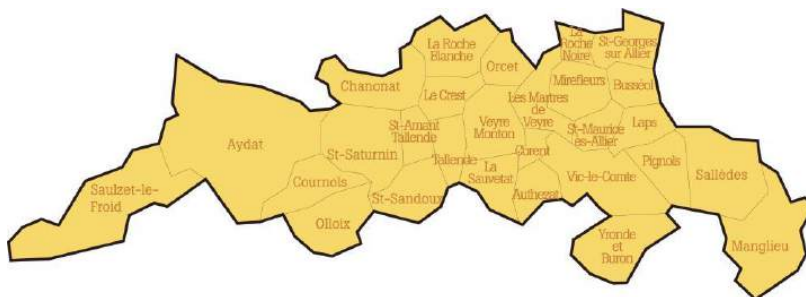 La Roche
Blanche
Orcet
La
Roche
Noire
St-Georges
sur Allier
Chanonat
Le Crest
Les Martres
de
Veyre
Mirefleurs
Busséol
Aydat
St-Saturnin
St-Amant
Tallende
Veyre
Monton
St-Maurice
es-Allier
Laps
Saulzet-le-
Froid
Cournols
Olloix
St-Sandoux
Tallende
La
Sauvetat
Corent
Authezat
Vic-le-Comte
Pignols
Sallèdes
Yronde
et
Buron
Manglieu